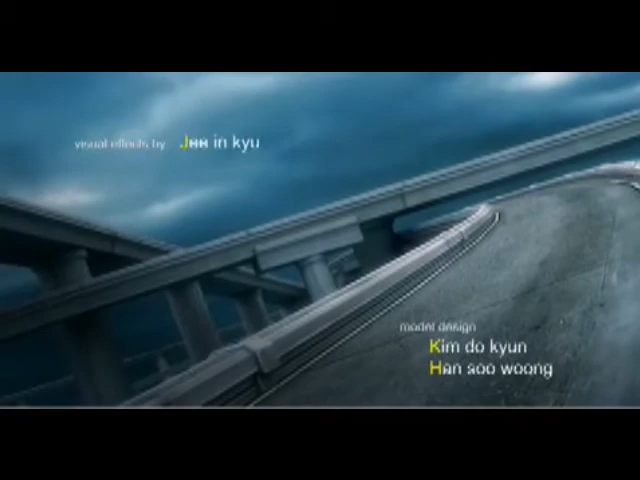 visual effects by
in kyu
model design
Kim do kyun
Han soo woong